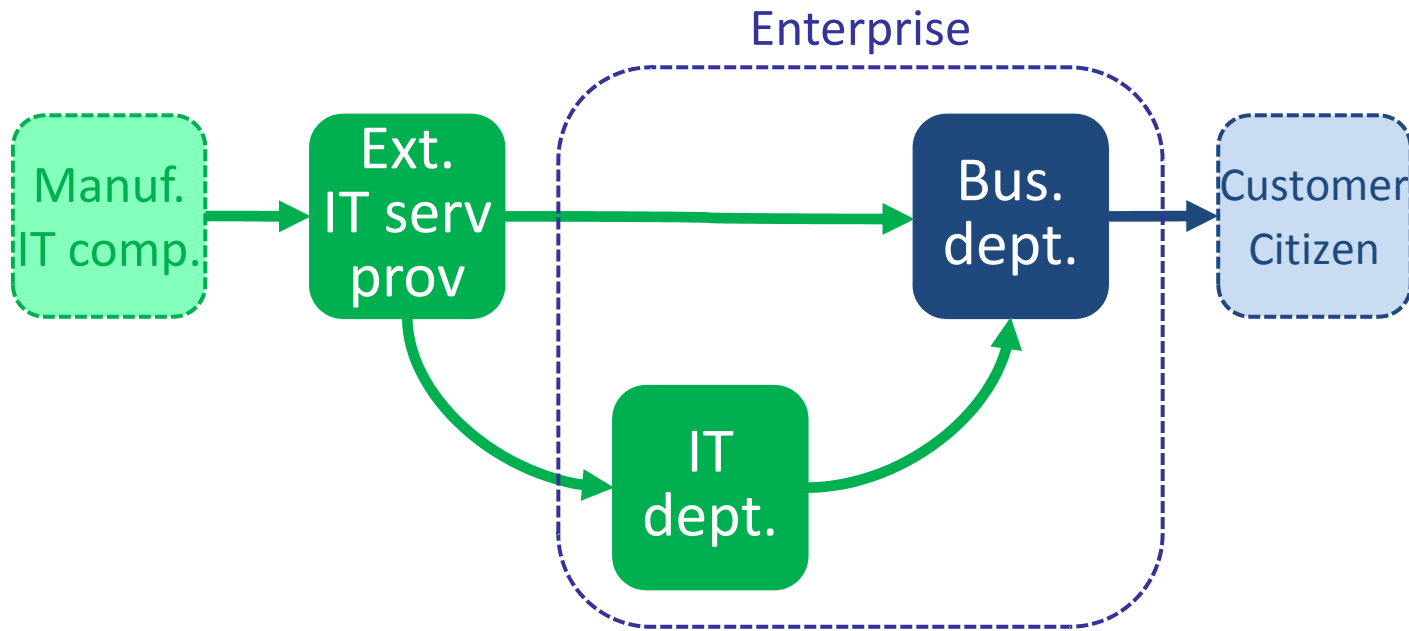 Enterprise
Manuf.
IT comp.
Ext.
IT serv
prov
Bus.
dept.
Customer
Citizen
IT
dept.